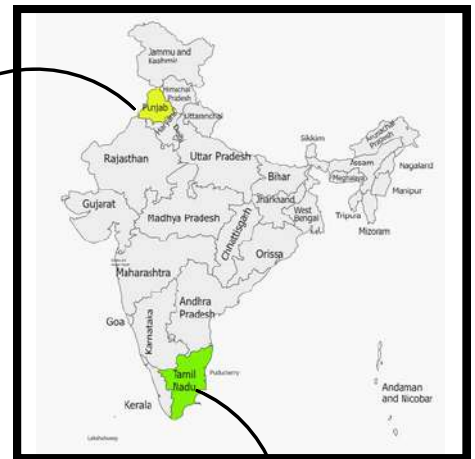 Jammu and
Kashmir
Himachal
Pradesh
Punjab
Haryana
Uttaranchal
Rajasthan
Uttar Pradesh
Sikkim
Arunachal
Pradesh
Assam
Nagaland
Meghalaya
Manipur
Bihar
Jharkhand
West
Bengal
Tripura
Mizoram
Gujarat
Madhya Pradesh
Chhattisgarh
Orissa
Maharashtra
Andhra
Pradesh
Goa
Karnataka
Tamil
Nadu
Puducherry
Kerala
Andaman
and Nicobar
Lakshdweep